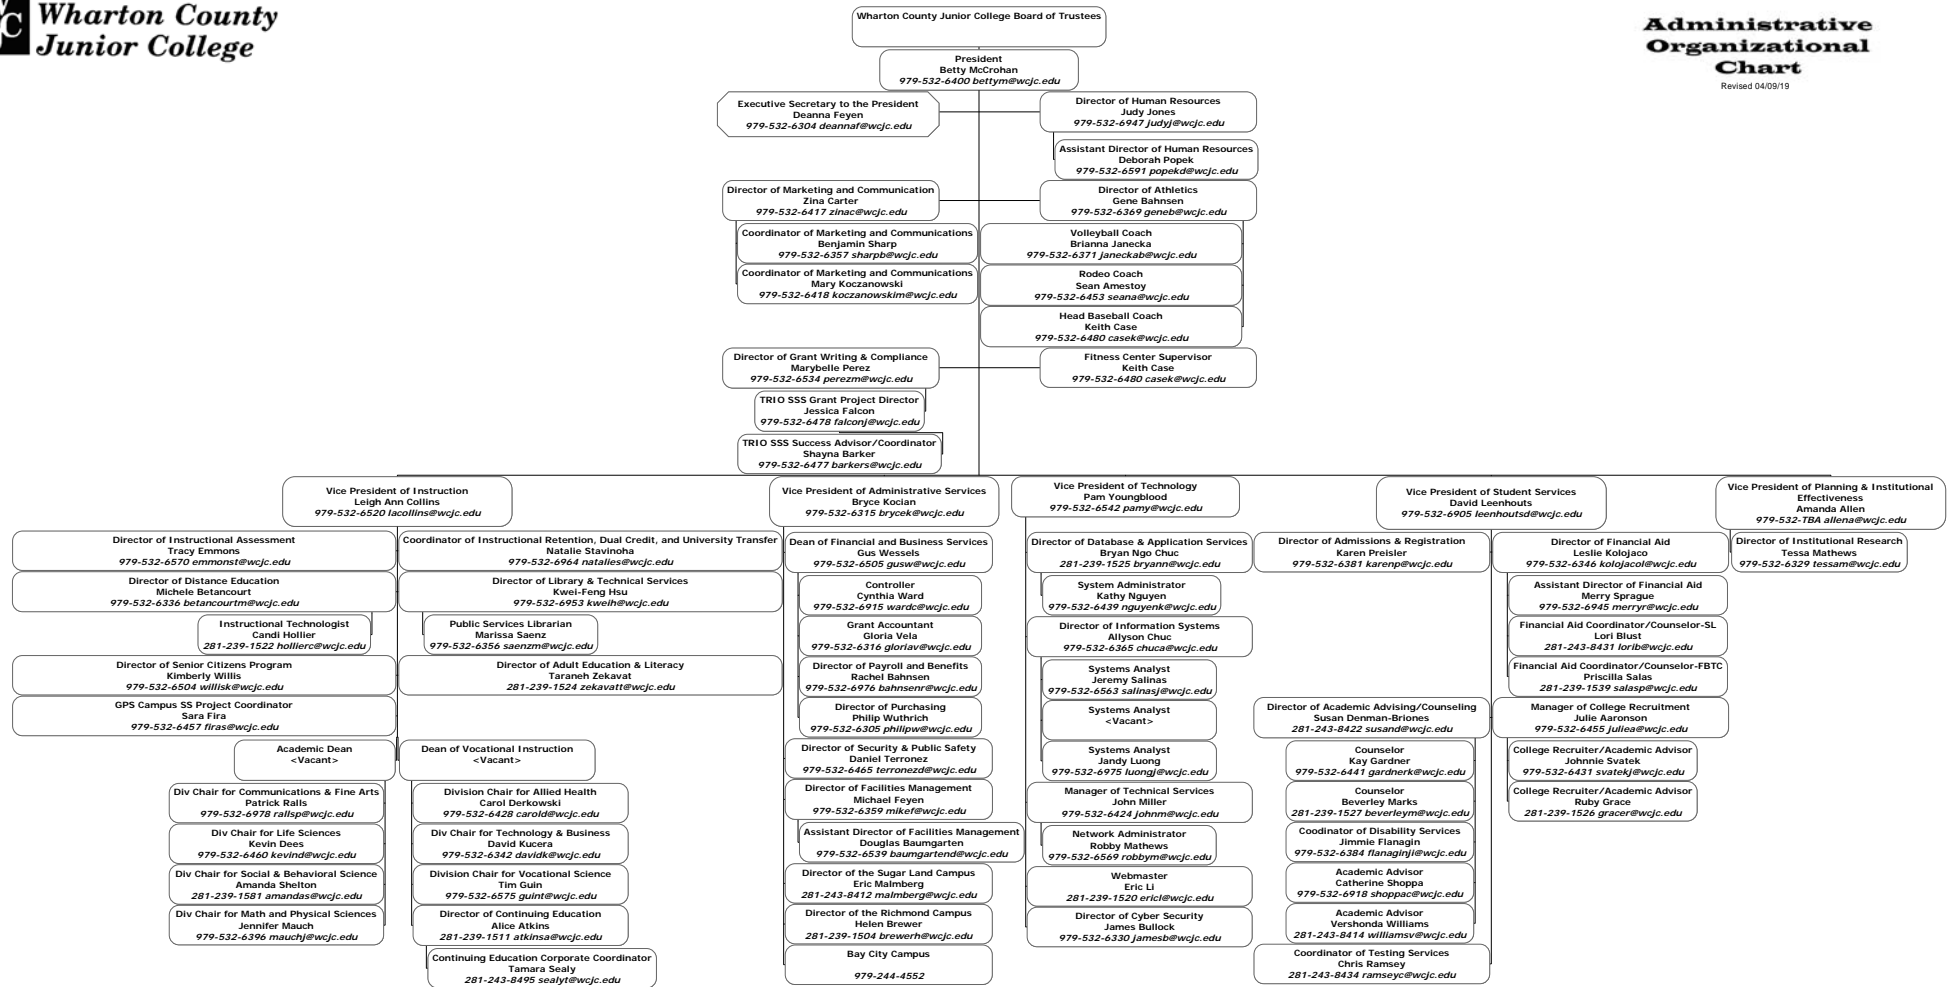 Wharton County
Junior College
Administrative
Organizational
Chart
Revised 04/09/19
Wharton County Junior College Board of Trustees
President
Betty McCrohan
979-532-6400 bettym@wcjc.edu
Executive Secretary to the President
Deanna Feyen
979-532-6304 deannaf@wcjc.edu
Director of Human Resources
Judy Jones
979-532-6947 judyj@wcjc.edu
Assistant Director of Human Resources
Deborah Popek
979-532-6591 popekd@wcjc.edu
Director of Marketing and Communication
Zina Carter
979-532-6417 zinac@wcjc.edu
Director of Athletics
Gene Bahnsen
979-532-6369 geneb@wcjc.edu
Coordinator of Marketing and Communications
Benjamin Sharp
979-532-6357 sharpb@wcjc.edu
Coordinator of Marketing and Communications
Mary Koczanowski
979-532-6418 koczanowskim@wcjc.edu
Volleyball Coach
Brianna Janecka
979-532-6371 janeckab@wcjc.edu
Rodeo Coach
Sean Amestoy
979-532-6453 seana@wcjc.edu
Head Baseball Coach
Keith Case
979-532-6480 casek@wcjc.edu
Director of Grant Writing & Compliance
Marybelle Perez
979-532-6534 perezm@wcjc.edu
Fitness Center Supervisor
Keith Case
979-532-6480 casek@wcjc.edu
TRIO SSS Grant Project Director
Jessica Falcon
979-532-6478 falconj@wcjc.edu
TRIO SSS Success Advisor/Coordinator
Shayna Barker
979-532-6477 barkers@wcjc.edu
Vice President of Instruction
Leigh Ann Collins
979-532-6520 lacollins@wcjc.edu
Director of Instructional Assessment
Tracy Emmons
979-532-6570 emmonst@wcjc.edu
Coordinator of Instructional Retention, Dual Credit, and University Transfer
Natalie Stavinoha
979-532-6964 natalies@wcjc.edu
Director of Distance Education
Michele Betancourt
979-532-6336 betancourtm@wcjc.edu
Director of Library & Technical Services
Kwei-Feng Hsu
979-532-6953 kweih@wcjc.edu
Instructional Technologist
Candi Hollier
281-239-1522 hollierc@wcjc.edu
Public Services Librarian
Marissa Saenz
979-532-6356 saenzm@wcjc.edu
Director of Senior Citizens Program
Kimberly Willis
979-532-6504 willisk@wcjc.edu
Director of Adult Education & Literacy
Taraneh Zekavat
281-239-1524 zekavatt@wcjc.edu
GPS Campus SS Project Coordinator
Sara Fira
979-532-6457 firas@wcjc.edu
Academic Dean
<Vacant>
Dean of Vocational Instruction
<Vacant>
Div Chair for Communications & Fine Arts
Patrick Ralls
979-532-6978 rallsp@wcjc.edu
Div Chair for Life Sciences
Kevin Dees
979-532-6460 kevind@wcjc.edu
Div Chair for Social & Behavioral Science
Amanda Shelton
281-239-1581 amandas@wcjc.edu
Div Chair for Math and Physical Sciences
Jennifer Mauch
979-532-6396 mauchj@wcjc.edu
Division Chair for Allied Health
Carol Derkowski
979-532-6428 carold@wcjc.edu
Div Chair for Technology & Business
David Kucera
979-532-6342 davidk@wcjc.edu
Division Chair for Vocational Science
Tim Guin
979-532-6575 guint@wcjc.edu
Director of Continuing Education
Alice Atkins
281-239-1511 atkinsa@wcjc.edu
Continuing Education Corporate Coordinator
Tamara Sealy
281-243-8495 sealyt@wcjc.edu
Vice President of Administrative Services
Bryce Kocian
979-532-6315 brycek@wcjc.edu
Dean of Financial and Business Services
Gus Wessels
979-532-6505 gusw@wcjc.edu
Controller
Cynthia Ward
979-532-6915 wardc@wcjc.edu
Grant Accountant
Gloria Vela
979-532-6316 gloriav@wcjc.edu
Director of Payroll and Benefits
Rachel Bahnsen
979-532-6976 bahnsenr@wcjc.edu
Director of Purchasing
Philip Wuthrich
979-532-6305 philipw@wcjc.edu
Director of Security & Public Safety
Daniel Terronez
979-532-6465 terronezd@wcjc.edu
Director of Facilities Management
Michael Feyen
979-532-6359 mikef@wcjc.edu
Assistant Director of Facilities Management
Douglas Baumgarten
979-532-6539 baumgartend@wcjc.edu
Director of the Sugar Land Campus
Eric Malmberg
281-243-8412 malmberg@wcjc.edu
Director of the Richmond Campus
Helen Brewer
281-239-1504 brewerh@wcjc.edu
Bay City Campus
979-244-4552
Vice President of Technology
Pam Youngblood
979-532-6542 pamy@wcjc.edu
Director of Database & Application Services
Bryan Ngo Chuc
281-239-1525 bryann@wcjc.edu
System Administrator
Kathy Nguyen
979-532-6439 nguyenk@wcjc.edu
Director of Information Systems
Allyson Chuc
979-532-6365 chuca@wcjc.edu
Systems Analyst
Jeremy Salinas
979-532-6563 salinasj@wcjc.edu
Systems Analyst
<Vacant>
Systems Analyst
Jandy Luong
979-532-6975 luongj@wcjc.edu
Manager of Technical Services
John Miller
979-532-6424 johnm@wcjc.edu
Network Administrator
Robby Mathews
979-532-6569 robbym@wcjc.edu
Webmaster
Eric Li
281-239-1520 ericl@wcjc.edu
Director of Cyber Security
James Bullock
979-532-6330 jamesb@wcjc.edu
Vice President of Student Services
David Leenhouts
979-532-6905 leenhoutsd@wcjc.edu
Director of Admissions & Registration
Karen Preisler
979-532-6381 karenp@wcjc.edu
Director of Financial Aid
Leslie Kolojaco
979-532-6346 kolojacol@wcjc.edu
Assistant Director of Financial Aid
Merry Sprague
979-532-6945 merryr@wcjc.edu
Financial Aid Coordinator/Counselor-SL
Lori Blust
281-243-8431 lorib@wcjc.edu
Financial Aid Coordinator/Counselor-FBTC
Priscilla Salas
281-239-1539 salasp@wcjc.edu
Director of Academic Advising/Counseling
Susan Denman-Briones
281-243-8422 susand@wcjc.edu
Manager of College Recruitment
Julie Aaronson
979-532-6455 juliea@wcjc.edu
Counselor
Kay Gardner
979-532-6441 gardnerk@wcjc.edu
Counselor
Beverley Marks
281-239-1527 beverleym@wcjc.edu
Coodinator of Disability Services
Jimmie Flanagin
979-532-6384 flanaginji@wcjc.edu
Academic Advisor
Catherine Shoppa
979-532-6918 shoppac@wcjc.edu
Academic Advisor
Vershonda Williams
281-243-8414 williamsv@wcjc.edu
College Recruiter/Academic Advisor
Johnnie Svatek
979-532-6431 svatekj@wcjc.edu
College Recruiter/Academic Advisor
Ruby Grace
281-239-1526 gracer@wcjc.edu
Coordinator of Testing Services
Chris Ramsey
281-243-8434 ramseyc@wcjc.edu
Vice President of Planning & Institutional
Effectiveness
Amanda Allen
979-532-TBA allena@wcjc.edu
Director of Institutional Research
Tessa Mathews
979-532-6329 tessam@wcjc.edu